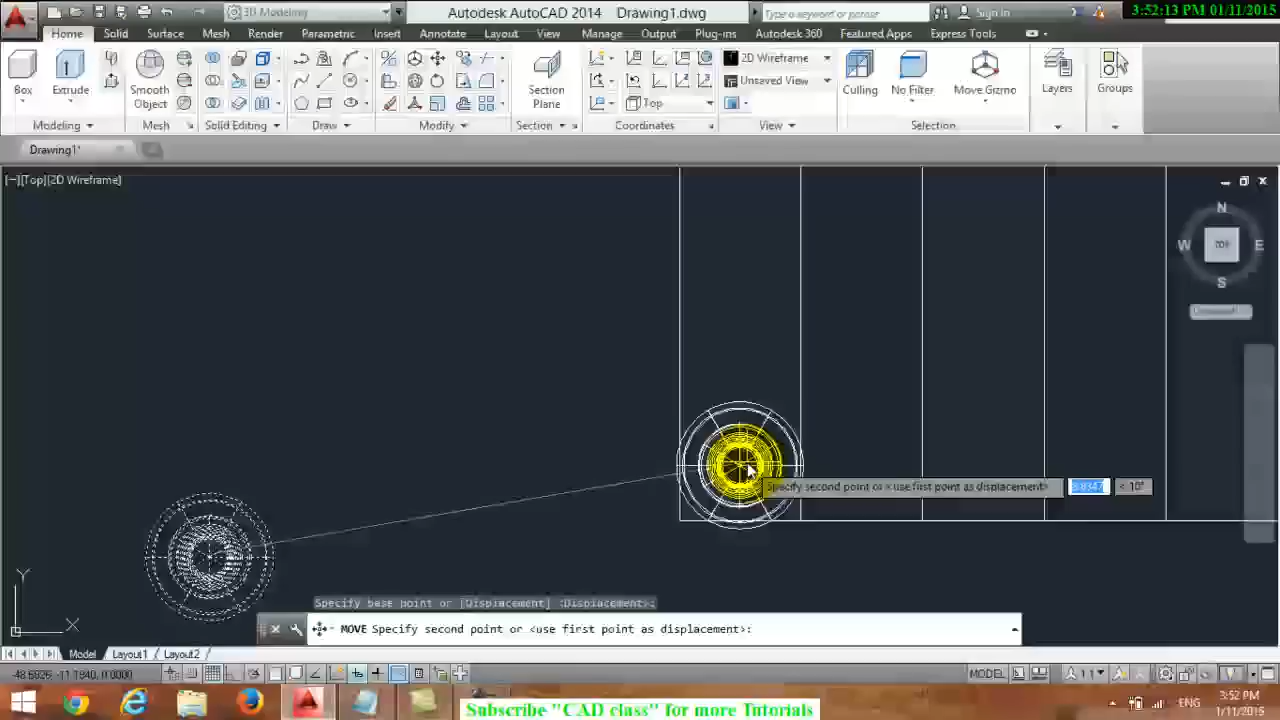 Autodesk AutoCAD 2014 Drawing1.dwg
3D Modeling
Type a keyword or phrase
Sign In
3:52:13 PM 01/11/2015
Home Solid Surface Mesh Render Parametric Insert Annotate Layout View Manage Output Plug-ins Autodesk 360 Featured Apps Express Tools
2D Wireframe
Unsaved View
Top
Box Extrude Smooth Object Section Plane Culling No Filter Move Gizmo Layers Groups
Modeling Mesh Solid Editing Draw Modify Section Coordinates View Selection
Drawing1*
[−][Top][2D Wireframe]
N
W TOP E
S
Specify second point or <use first point as displacement>
< 10°
Y
X
Specify base point or [Displacement] <Displacement>:
MOVE Specify second point or <use first point as displacement>:
Model Layout1 Layout2
MODEL
1:1
ENG
3:52 PM
1/11/2015
Subscribe "CAD class" for more Tutorials